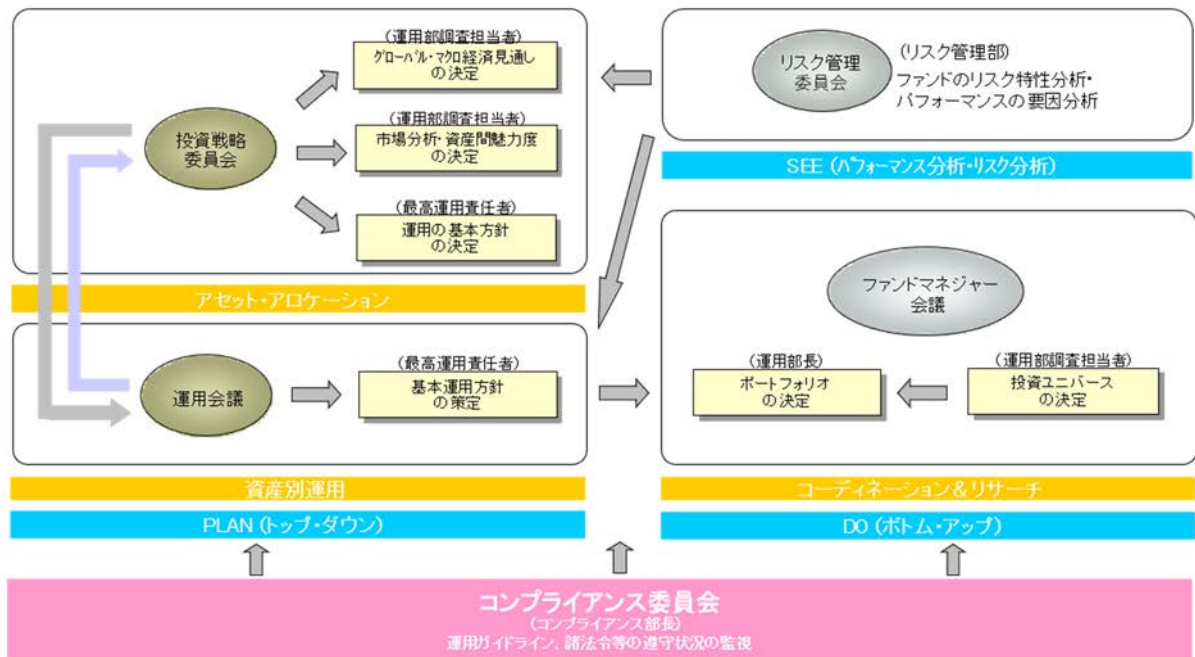 (運用部調査担当者)
グローバル・マクロ経済見通し
の決定
投資戦略
委員会
(運用部調査担当者)
市場分析・資産間魅力度
の決定
(最高運用責任者)
運用の基本方針
の決定
アセット・アロケーション
運用会議
(最高運用責任者)
基本運用方針
の策定
資産別運用
PLAN (トップ・ダウン)
リスク管理
委員会
(リスク管理部)
ファンドのリスク特性分析・
パフォーマンスの要因分析
SEE (パフォーマンス分析・リスク分析)
ファンドマネジャー
会議
(運用部長)
ポートフォリオ
の決定
(運用部調査担当者)
投資ユニバース
の決定
コーディネーション&リサーチ
DO (ボトム・アップ)
コンプライアンス委員会
(コンプライアンス部長)
運用ガイドライン、諸法令等の遵守状況の監視